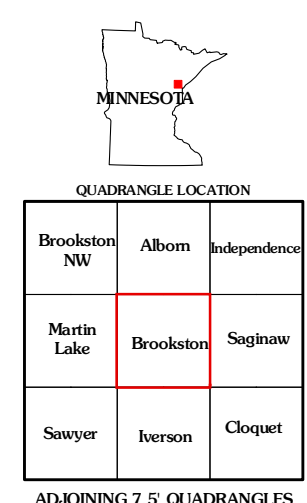 MINNESOTA
QUADRANGLE LOCATION
Brookston
NW
Alborn
Independence
Martin
Lake
Brookston
Saginaw
Sawyer
Iverson
Cloquet
ADJOINING 7.5' QUADRANGLES